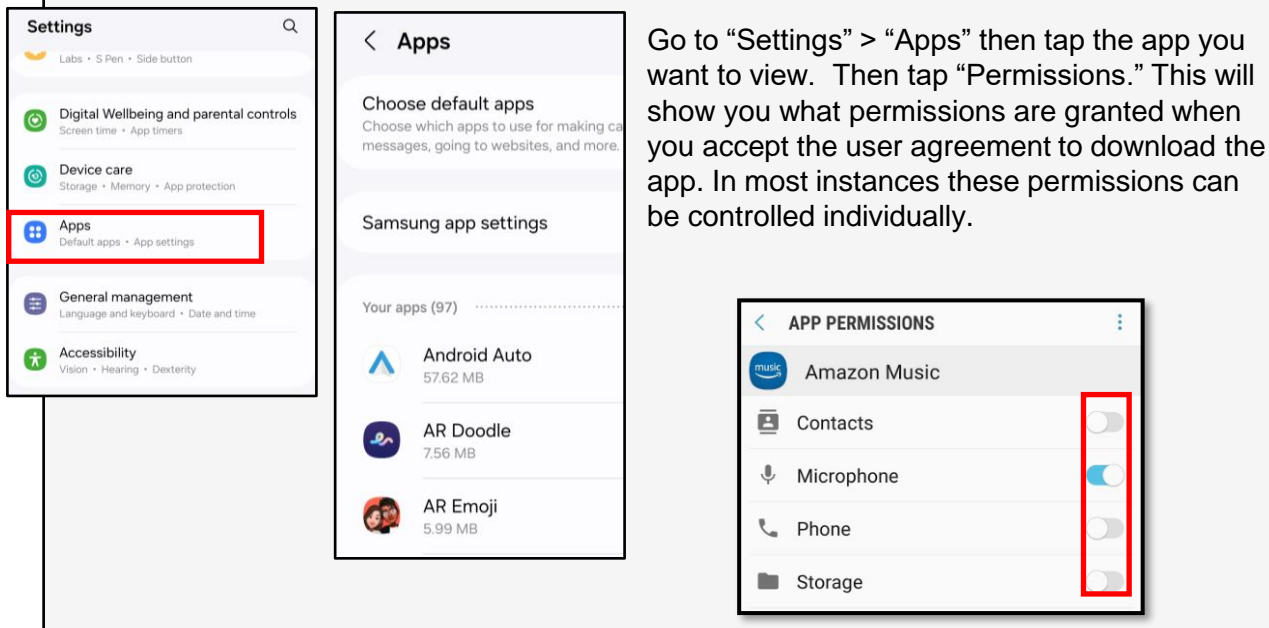 Settings
Labs • S Pen • Side button
Digital Wellbeing and parental controls
Screen time • App timers
Device care
Storage • Memory • App protection
Apps
Default apps • App settings
General management
Language and keyboard • Date and time
Accessibility
Vision • Hearing • Dexterity
Apps
Choose default apps
Choose which apps to use for making ca
messages, going to websites, and more.
Samsung app settings
Your apps (97)
Android Auto
57.62 MB
AR Doodle
7.56 MB
AR Emoji
5.99 MB
Go to “Settings” > “Apps” then tap the app you
want to view. Then tap “Permissions.” This will
show you what permissions are granted when
you accept the user agreement to download the
app. In most instances these permissions can
be controlled individually.
APP PERMISSIONS
music
Amazon Music
Contacts
Microphone
Phone
Storage